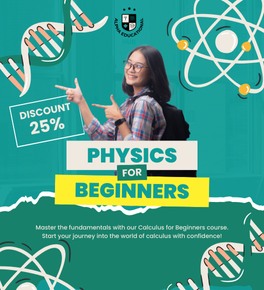 DISCOUNT
25%
PHYSICS
FOR
BEGINNERS
Master the fundamentals with our Calculus for Beginners course.
Start your journey into the world of calculus with confidence!